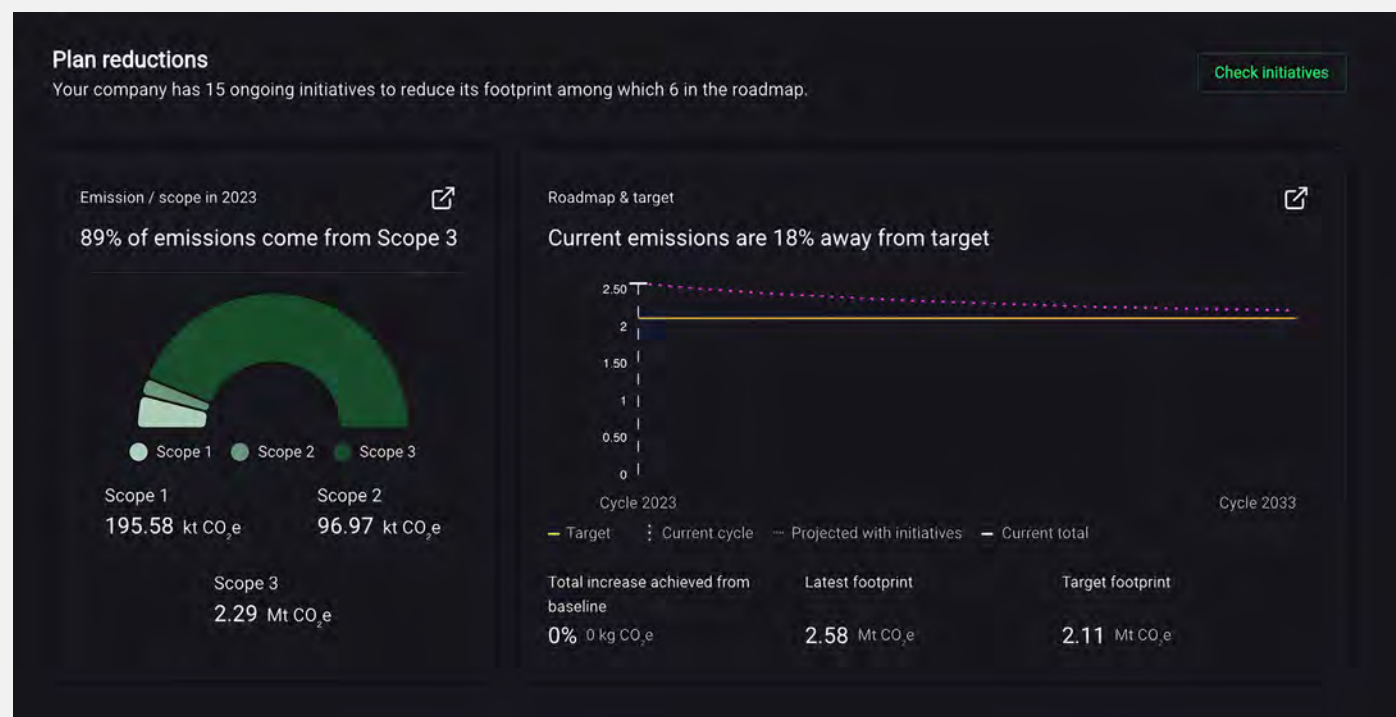 Plan reductions
Your company has 15 ongoing initiatives to reduce its footprint among which 6 in the roadmap.
Check initiatives
Emission / scope in 2023
89% of emissions come from Scope 3
Scope 1 Scope 2 Scope 3
Scope 1 Scope 2
195.58 kt CO₂e 96.97 kt CO₂e
Scope 3
2.29 Mt CO₂e
Roadmap & target
Current emissions are 18% away from target
2.50
2
1.50
1
0.50
0
Cycle 2023 Cycle 2033
Target Current cycle Projected with initiatives Current total
Total increase achieved from
baseline
0% 0 kg CO₂e
Latest footprint
2.58 Mt CO₂e
Target footprint
2.11 Mt CO₂e